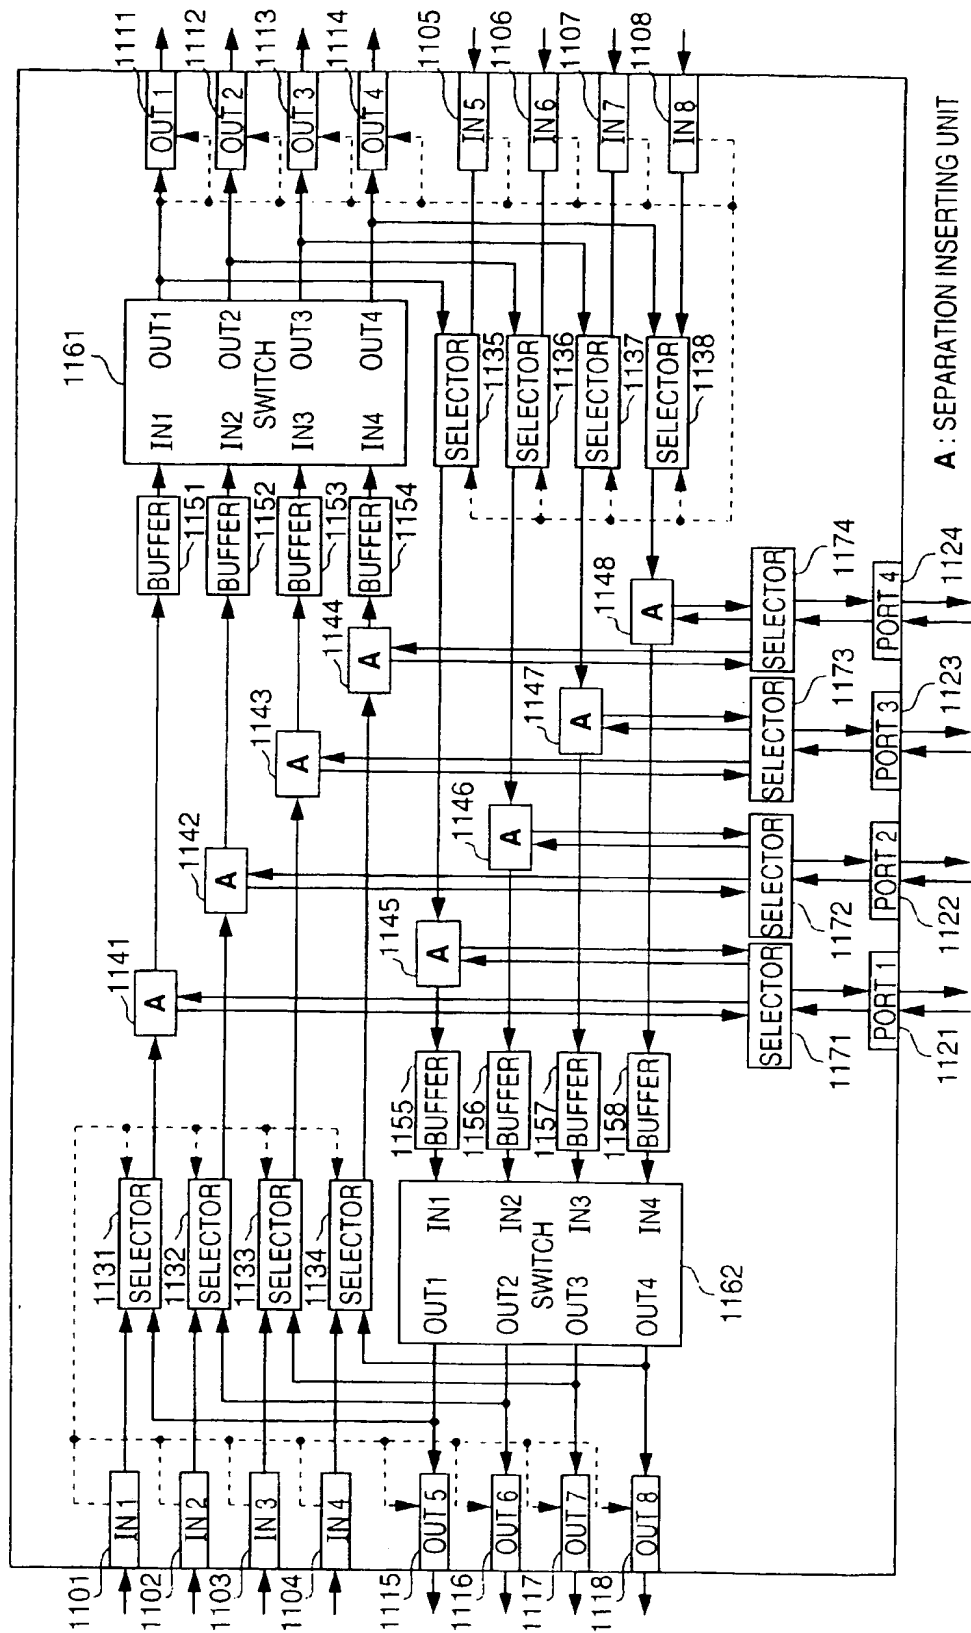 1101
IN 1
1102
IN 2
1103
IN 3
1104
IN 4
1115
OUT 5
1116
OUT 6
1117
OUT 7
1118
OUT 8
1131
SELECTOR
1132
SELECTOR
1133
SELECTOR
1134
SELECTOR
OUT1
OUT2
OUT3
OUT4
SWITCH
IN1
IN2
IN3
IN4
1162
1155
BUFFER
1156
BUFFER
1157
BUFFER
1158
BUFFER
1141
A
1142
A
1143
A
1144
A
1145
A
1146
A
1147
A
1148
A
BUFFER
1151
BUFFER
1152
BUFFER
1153
BUFFER
1154
1161
IN1
IN2
IN3
IN4
SWITCH
OUT1
OUT2
OUT3
OUT4
SELECTOR
1135
SELECTOR
1136
SELECTOR
1137
SELECTOR
1138
1111
OUT 1
1112
OUT 2
1113
OUT 3
1114
OUT 4
1105
IN 5
1106
IN 6
1107
IN 7
1108
IN 8
SELECTOR
1171
SELECTOR
1172
SELECTOR
1173
SELECTOR
1174
PORT 1
1121
PORT 2
1122
PORT 3
1123
PORT 4
1124
A : SEPARATION INSERTING UNIT